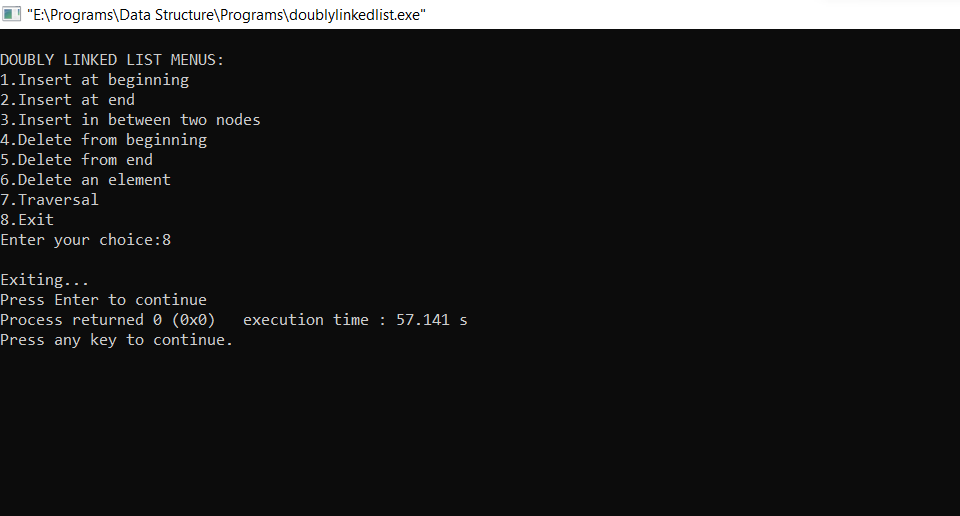 "E:\Programs\Data Structure\Programs\doublylinkedlist.exe"
DOUBLY LINKED LIST MENUS:
1.Insert at beginning
2.Insert at end
3.Insert in between two nodes
4.Delete from beginning
5.Delete from end
6.Delete an element
7.Traversal
8.Exit
Enter your choice:8
Exiting...
Press Enter to continue
Process returned 0 (0x0)   execution time : 57.141 s
Press any key to continue.